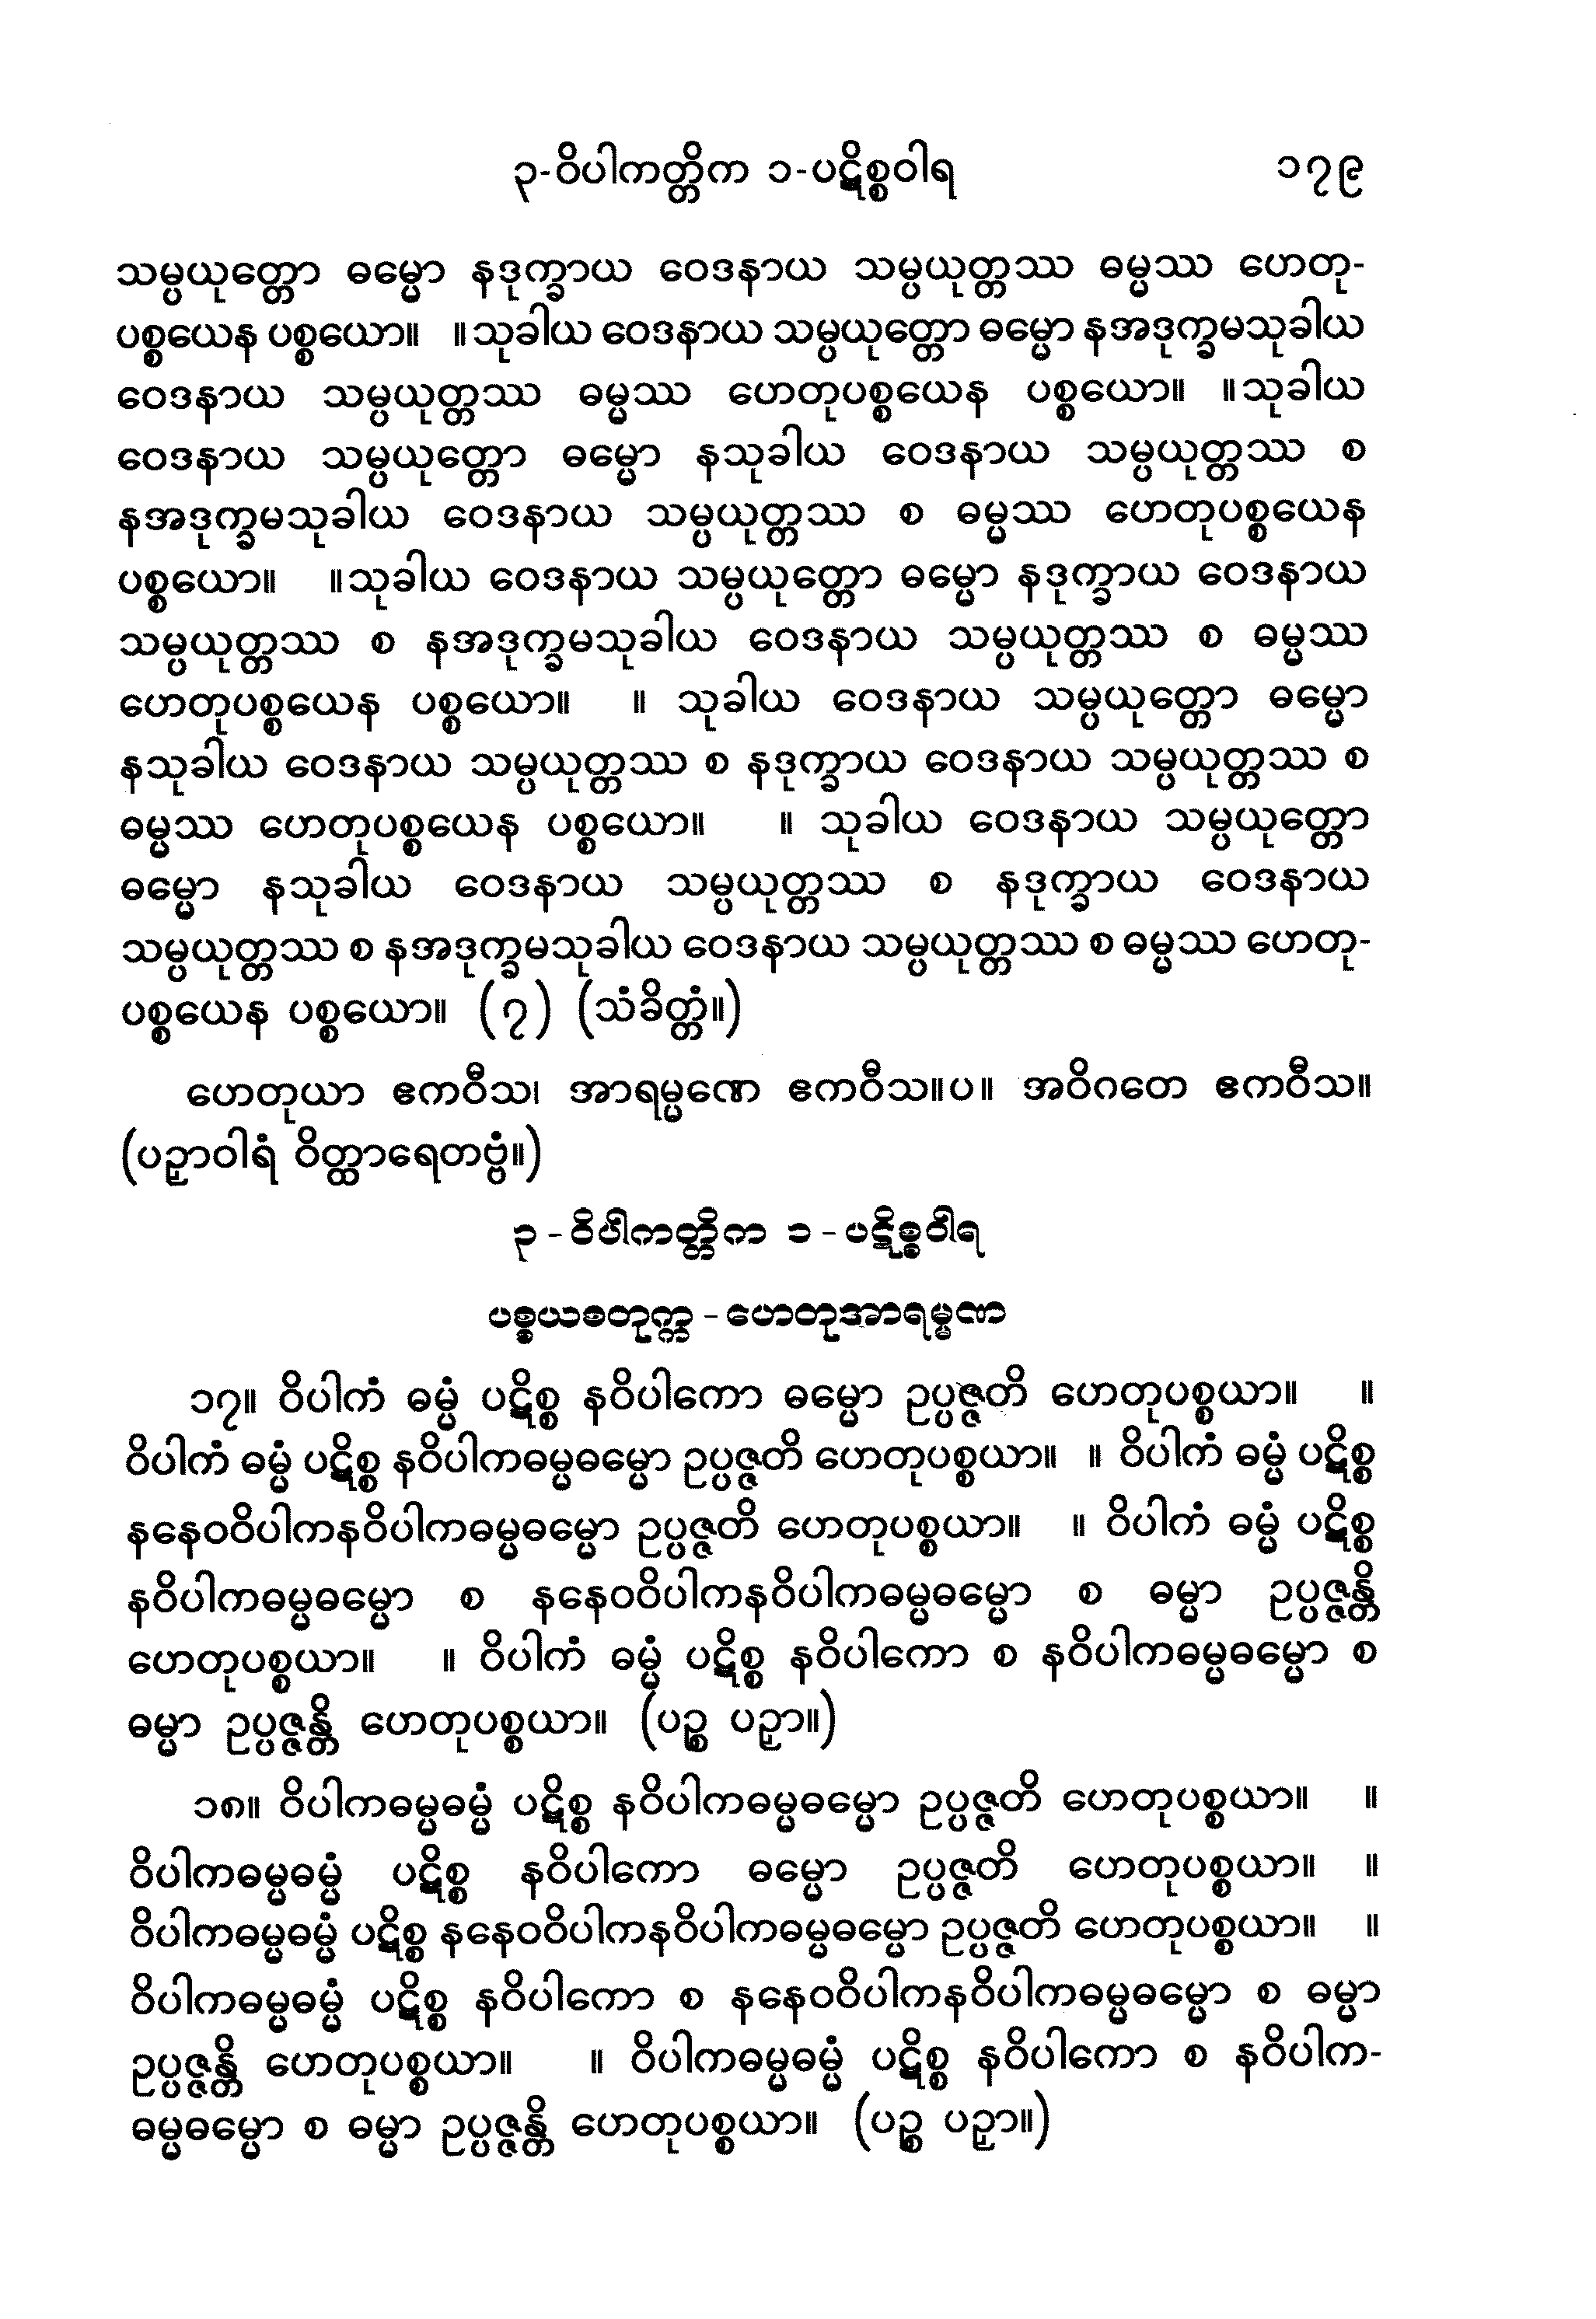 ၃-ဝိပါကတ္တိက ၁-ပဋိစ္စဝါရ ၁၇၉
သမ္ပယုတ္တော ဓမ္မော နဒုက္ခာယ ဝေဒနာယ သမ္ပယုတ္တဿ ဓမ္မဿ ဟေတု-
ပစ္စယေန ပစ္စယော။ ။သုခါယ ဝေဒနာယ သမ္ပယုတ္တော ဓမ္မော နအဒုက္ခမသုခါယ
ဝေဒနာယ သမ္ပယုတ္တဿ ဓမ္မဿ ဟေတုပစ္စယေန ပစ္စယော။ ။သုခါယ
ဝေဒနာယ သမ္ပယုတ္တော ဓမ္မော နသုခါယ ဝေဒနာယ သမ္ပယုတ္တဿ စ
နအဒုက္ခမသုခါယ ဝေဒနာယ သမ္ပယုတ္တဿ စ ဓမ္မဿ ဟေတုပစ္စယေန
ပစ္စယော။ ။သုခါယ ဝေဒနာယ သမ္ပယုတ္တော ဓမ္မော နဒုက္ခာယ ဝေဒနာယ
သမ္ပယုတ္တဿ စ နအဒုက္ခမသုခါယ ဝေဒနာယ သမ္ပယုတ္တဿ စ ဓမ္မဿ
ဟေတုပစ္စယေန ပစ္စယော။ ။ သုခါယ ဝေဒနာယ သမ္ပယုတ္တော ဓမ္မော
နသုခါယ ဝေဒနာယ သမ္ပယုတ္တဿ စ နဒုက္ခာယ ဝေဒနာယ သမ္ပယုတ္တဿ စ
ဓမ္မဿ ဟေတုပစ္စယေန ပစ္စယော။ ။ သုခါယ ဝေဒနာယ သမ္ပယုတ္တော
ဓမ္မော နသုခါယ ဝေဒနာယ သမ္ပယုတ္တဿ စ နဒုက္ခာယ ဝေဒနာယ
သမ္ပယုတ္တဿ စ နအဒုက္ခမသုခါယ ဝေဒနာယ သမ္ပယုတ္တဿ စ ဓမ္မဿ ဟေတု-
ပစ္စယေန ပစ္စယော။ (၇) (သံခိတ္တံ။)
ဟေတုယာ ဧကဝီသ၊ အာရမ္မဏေ ဧကဝီသ။ပ။ အဝိဂတေ ဧကဝီသ။
(ပဉှာဝါရံ ဝိတ္ထာရေတဗ္ဗံ။)
၃ - ဝိပါကတ္တိက ၁ - ပဋိစ္စဝါရ
ပစ္စယစတုက္က - ဟေတုအာရမ္မဏ
၁၇။ ဝိပါကံ ဓမ္မံ ပဋိစ္စ နဝိပါကော ဓမ္မော ဥပ္ပဇ္ဇတိ ဟေတုပစ္စယာ။ ။
ဝိပါကံ ဓမ္မံ ပဋိစ္စ နဝိပါကဓမ္မဓမ္မော ဥပ္ပဇ္ဇတိ ဟေတုပစ္စယာ။ ။ ဝိပါကံ ဓမ္မံ ပဋိစ္စ
နနေဝဝိပါကနဝိပါကဓမ္မဓမ္မော ဥပ္ပဇ္ဇတိ ဟေတုပစ္စယာ။ ။ ဝိပါကံ ဓမ္မံ ပဋိစ္စ
နဝိပါကဓမ္မဓမ္မော စ နနေဝဝိပါကနဝိပါကဓမ္မဓမ္မော စ ဓမ္မာ ဥပ္ပဇ္ဇန္တိ
ဟေတုပစ္စယာ။ ။ ဝိပါကံ ဓမ္မံ ပဋိစ္စ နဝိပါကော စ နဝိပါကဓမ္မဓမ္မော စ
ဓမ္မာ ဥပ္ပဇ္ဇန္တိ ဟေတုပစ္စယာ။ (ပဉ္စ ပဉှာ။)
၁၈။ ဝိပါကဓမ္မဓမ္မံ ပဋိစ္စ နဝိပါကဓမ္မဓမ္မော ဥပ္ပဇ္ဇတိ ဟေတုပစ္စယာ။ ။
ဝိပါကဓမ္မဓမ္မံ ပဋိစ္စ နဝိပါကော ဓမ္မော ဥပ္ပဇ္ဇတိ ဟေတုပစ္စယာ။ ။
ဝိပါကဓမ္မဓမ္မံ ပဋိစ္စ နနေဝဝိပါကနဝိပါကဓမ္မဓမ္မော ဥပ္ပဇ္ဇတိ ဟေတုပစ္စယာ။ ။
ဝိပါကဓမ္မဓမ္မံ ပဋိစ္စ နဝိပါကော စ နနေဝဝိပါကနဝိပါကဓမ္မဓမ္မော စ ဓမ္မာ
ဥပ္ပဇ္ဇန္တိ ဟေတုပစ္စယာ။ ။ ဝိပါကဓမ္မဓမ္မံ ပဋိစ္စ နဝိပါကော စ နဝိပါက-
ဓမ္မဓမ္မော စ ဓမ္မာ ဥပ္ပဇ္ဇန္တိ ဟေတုပစ္စယာ။ (ပဉ္စ ပဉှာ။)